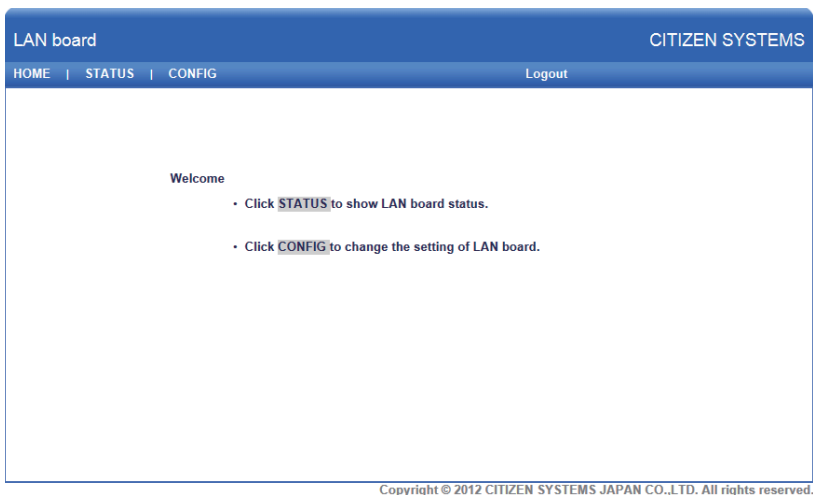 LAN board CITIZEN SYSTEMS
HOME | STATUS | CONFIG Logout
Welcome
• Click STATUS to show LAN board status.
• Click CONFIG to change the setting of LAN board.
Copyright © 2012 CITIZEN SYSTEMS JAPAN CO.,LTD. All rights reserved.